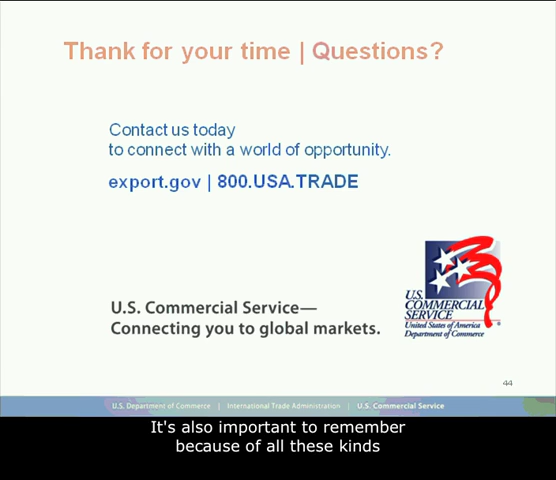 Thank for your time | Questions?
Contact us today
to connect with a world of opportunity.
export.gov | 800.USA.TRADE
U.S. Commercial Service—
Connecting you to global markets.
U.S.
COMMERCIAL
SERVICE
United States of America
Department of Commerce
44
U.S. Department of Commerce | International Trade Administration | U.S. Commercial Service
It's also important to remember
because of all these kinds